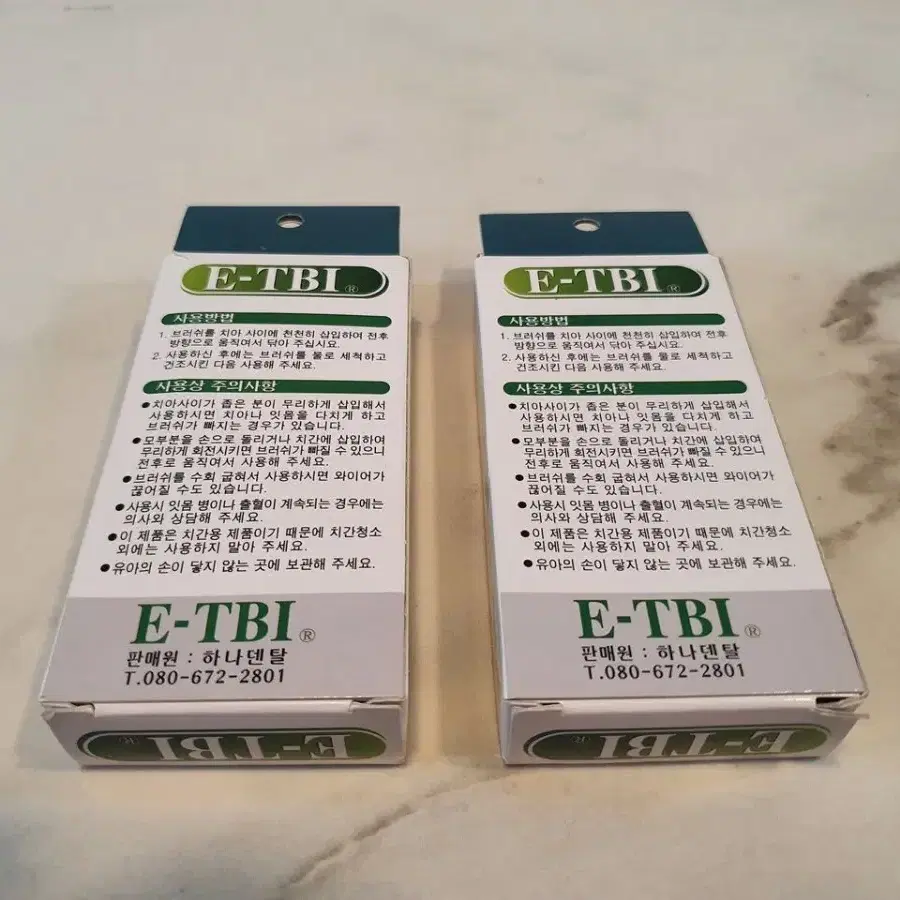 E-TBI®
사용방법
1. 브러쉬를 치아 사이에 천천히 삽입하여 전후
방향으로 움직여서 닦아 주십시요.
2. 사용하신 후에는 브러쉬를 물로 세척하고
건조시킨 다음 사용해 주세요.
사용상 주의사항
●치아사이가 좁은 분이 무리하게 삽입해서
사용하시면 치아나 잇몸을 다치게 하고
브러쉬가 빠지는 경우가 있습니다.
●모부분을 손으로 돌리거나 치간에 삽입하여
무리하게 회전시키면 브러쉬가 빠질 수 있으니
전후로 움직여서 사용해 주세요.
●브러쉬를 수회 굽혀서 사용하시면 와이어가
끊어질 수도 있습니다.
●사용시 잇몸 병이나 출혈이 계속되는 경우에는
의사와 상담해 주세요.
●이 제품은 치간용 제품이기 때문에 치간청소
외에는 사용하지 말아 주세요.
●유아의 손이 닿지 않는 곳에 보관해 주세요.
E-TBI®
판매원 : 하나덴탈
T.080-672-2801
E-TBI®
E-TBI®
사용방법
1. 브러쉬를 치아 사이에 천천히 삽입하여 전후
방향으로 움직여서 닦아 주십시요.
2. 사용하신 후에는 브러쉬를 물로 세척하고
건조시킨 다음 사용해 주세요.
사용상 주의사항
●치아사이가 좁은 분이 무리하게 삽입해서
사용하시면 치아나 잇몸을 다치게 하고
브러쉬가 빠지는 경우가 있습니다.
●모부분을 손으로 돌리거나 치간에 삽입하여
무리하게 회전시키면 브러쉬가 빠질 수 있으니
전후로 움직여서 사용해 주세요.
●브러쉬를 수회 굽혀서 사용하시면 와이어가
끊어질 수도 있습니다.
●사용시 잇몸 병이나 출혈이 계속되는 경우에는
의사와 상담해 주세요.
●이 제품은 치간용 제품이기 때문에 치간청소
외에는 사용하지 말아 주세요.
●유아의 손이 닿지 않는 곳에 보관해 주세요.
E-TBI®
판매원 : 하나덴탈
T.080-672-2801
E-TBI®